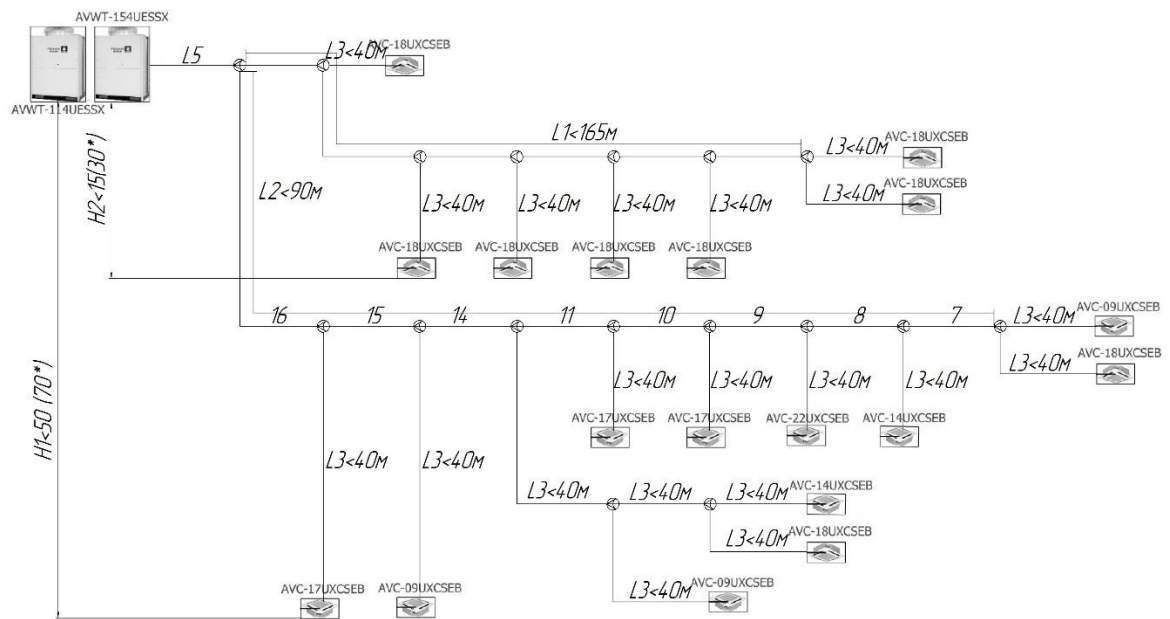 AVWT-154UESSX
L5
L3<40м
AVC-18UXCSEB
AVWT-114UESSX
L1<165м
L3<40м
AVC-18UXCSEB
L3<40м
AVC-18UXCSEB
H2<15(30*)
L2<90м
L3<40м
L3<40м
L3<40м
L3<40м
AVC-18UXCSEB
AVC-18UXCSEB
AVC-18UXCSEB
AVC-18UXCSEB
16
15
14
11
10
9
8
7
L3<40м
AVC-09UXCSEB
L3<40м
AVC-18UXCSEB
H1<50 (70*)
L3<40м
L3<40м
L3<40м
L3<40м
AVC-17UXCSEB
AVC-17UXCSEB
AVC-22UXCSEB
AVC-14UXCSEB
L3<40м
L3<40м
L3<40м
L3<40м
L3<40м
AVC-14UXCSEB
L3<40м
AVC-18UXCSEB
L3<40м
AVC-09UXCSEB
AVC-17UXCSEB
AVC-09UXCSEB